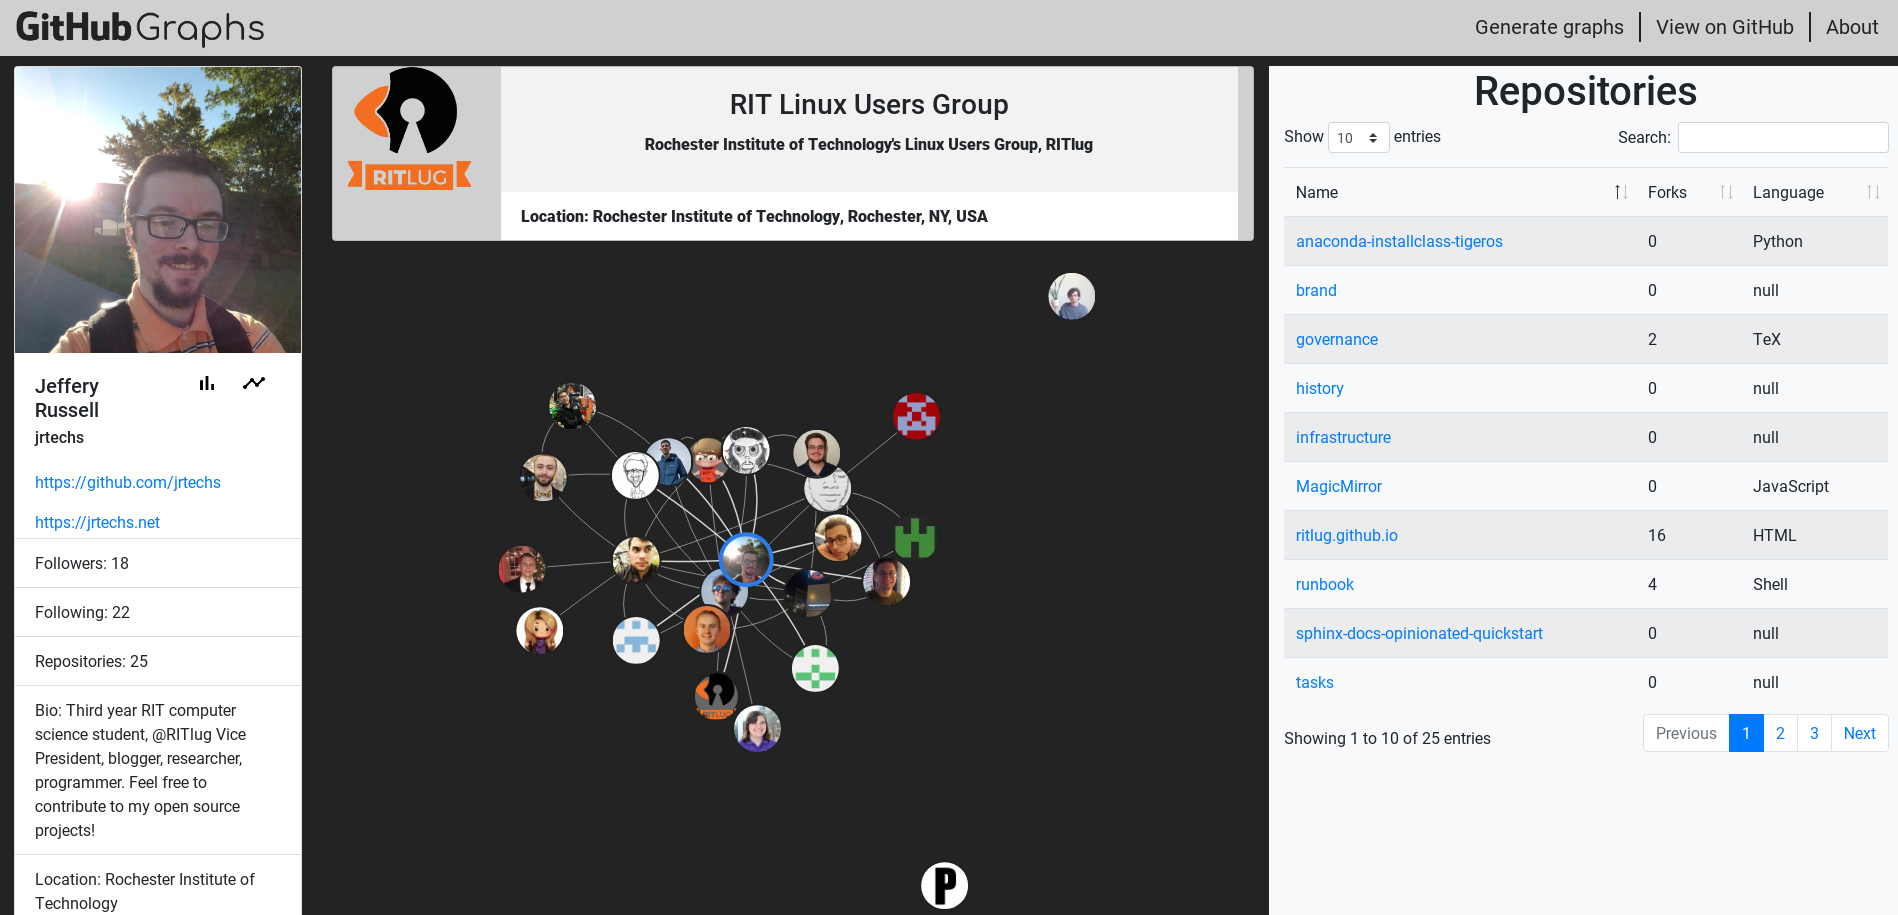 GitHub Graphs
Generate graphs
View on GitHub
About
Jeffery
Russell
jrtechs
https://github.com/jrtechs
https://jrtechs.net
Followers: 18
Following: 22
Repositories: 25
Bio: Third year RIT computer
science student, @RITlug Vice
President, blogger, researcher,
programmer. Feel free to
contribute to my open source
projects!
Location: Rochester Institute of
Technology
RITLUG
RIT Linux Users Group
Rochester Institute of Technology's Linux Users Group, RITlug
Location: Rochester Institute of Technology, Rochester, NY, USA
RITLUG
P
Repositories
Show 10 entries
Search:
Name Forks Language
anaconda-installclass-tigeros 0 Python
brand 0 null
governance 2 TeX
history 0 null
infrastructure 0 null
MagicMirror 0 JavaScript
ritlug.github.io 16 HTML
runbook 4 Shell
sphinx-docs-opinionated-quickstart 0 null
tasks 0 null
Showing 1 to 10 of 25 entries
Previous 1 2 3 Next